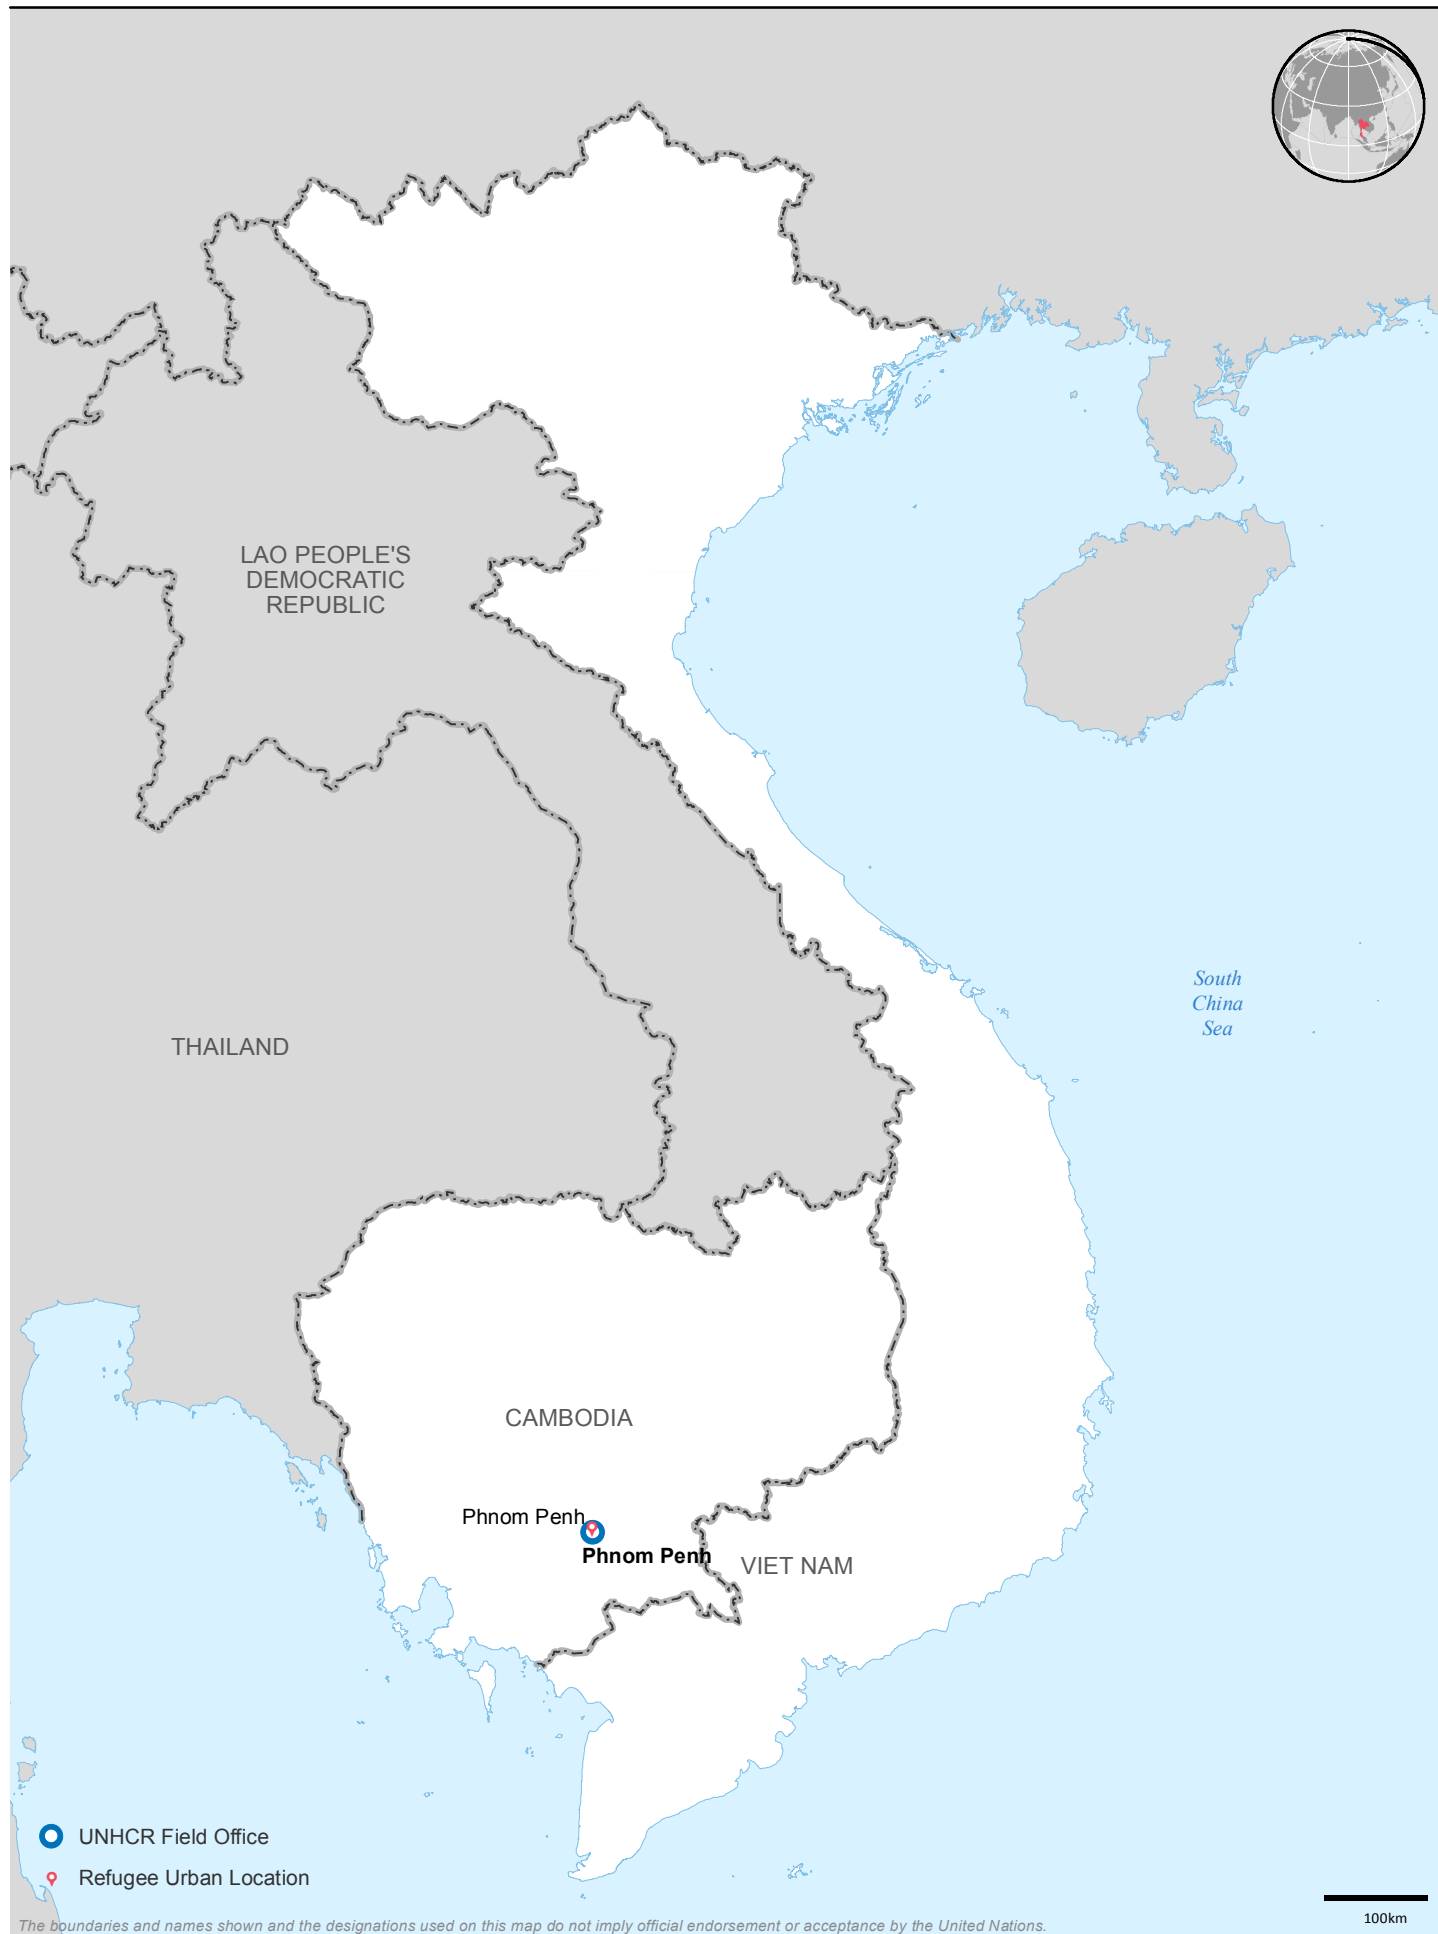 LAO PEOPLE'S
DEMOCRATIC
REPUBLIC
South
China
Sea
THAILAND
CAMBODIA
Phnom Penh
Phnom Penh
VIET NAM
UNHCR Field Office
Refugee Urban Location
100km
The boundaries and names shown and the designations used on this map do not imply official endorsement or acceptance by the United Nations.